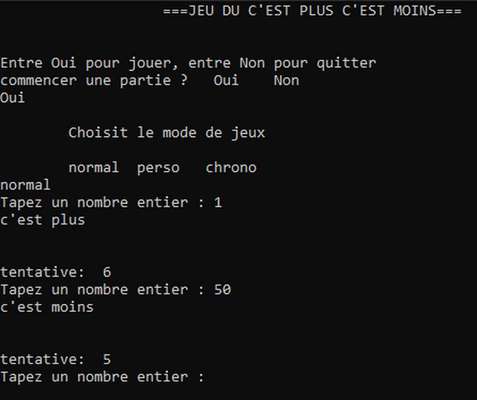 ===JEU DU C'EST PLUS C'EST MOINS===
Entre Oui pour jouer, entre Non pour quitter
commencer une partie ? Oui Non
Oui
Choisit le mode de jeux
normal perso chrono
normal
Tapez un nombre entier : 1
c'est plus
tentative: 6
Tapez un nombre entier : 50
c'est moins
tentative: 5
Tapez un nombre entier :